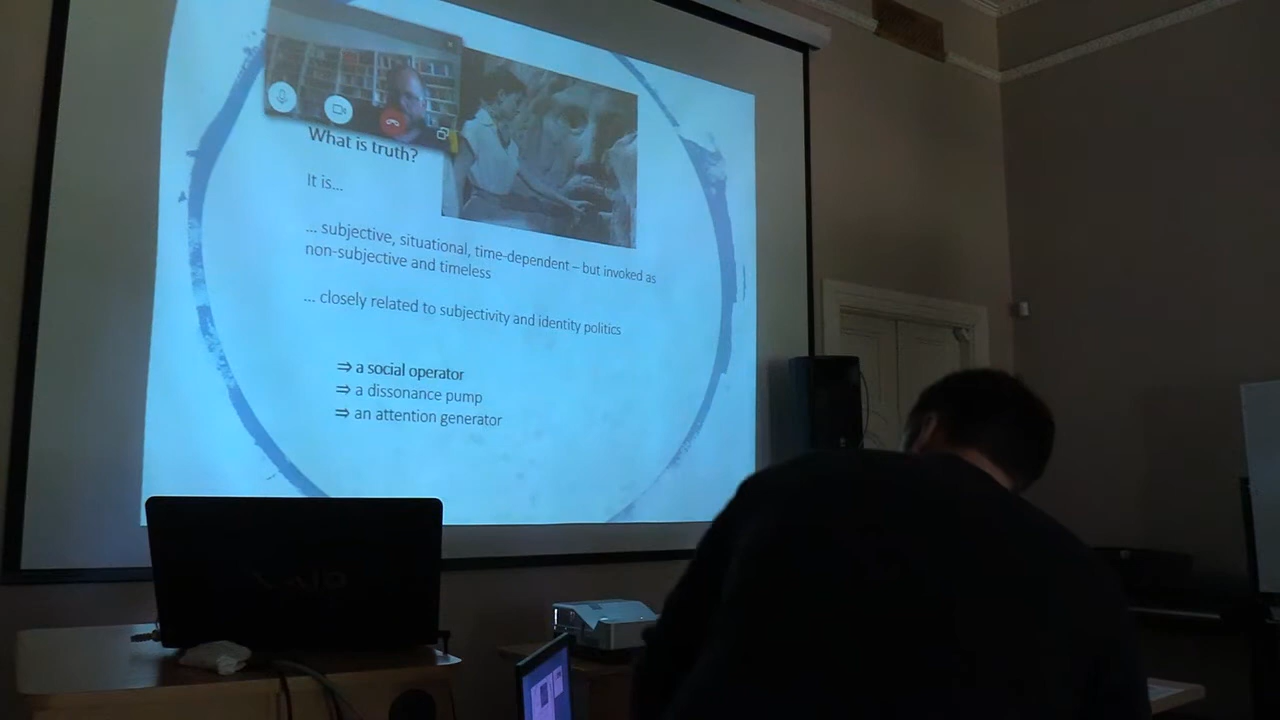 What is truth?
It is...
... subjective, situational, time-dependent – but invoked as
non-subjective and timeless
... closely related to subjectivity and identity politics
⇒ a social operator
⇒ a dissonance pump
⇒ an attention generator